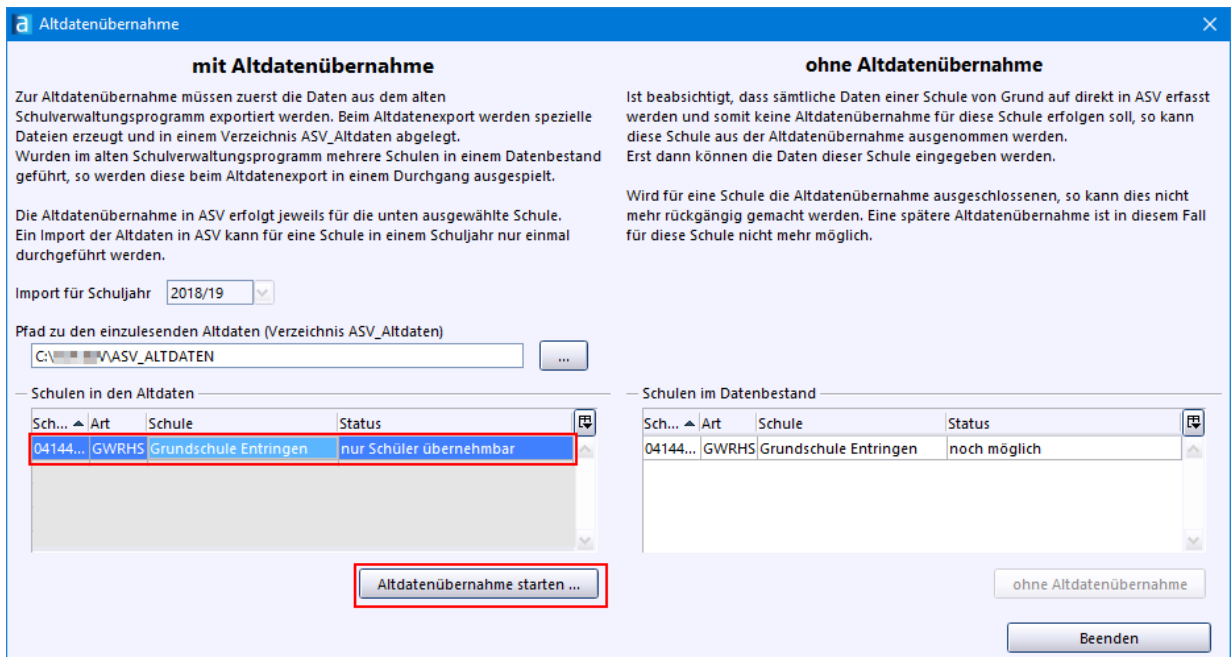 Altdatenübernahme
mit Altdatenübernahme
Zur Altdatenübernahme müssen zuerst die Daten aus dem alten
Schulverwaltungsprogramm exportiert werden. Beim Altdatenexport werden spezielle
Dateien erzeugt und in einem Verzeichnis ASV_Altdaten abgelegt.
Wurden im alten Schulverwaltungsprogramm mehrere Schulen in einem Datenbestand
geführt, so werden diese beim Altdatenexport in einem Durchgang ausgespielt.
Die Altdatenübernahme in ASV erfolgt jeweils für die unten ausgewählte Schule.
Ein Import der Altdaten in ASV kann für eine Schule in einem Schuljahr nur einmal
durchgeführt werden.
Import für Schuljahr 2018/19
Pfad zu den einzulesenden Altdaten (Verzeichnis ASV_Altdaten)
C:\ \ASV_ALTDATEN ...
Schulen in den Altdaten
Sch... Art Schule Status
04144... GWRHS Grundschule Entringen nur Schüler übernehmbar
Altdatenübernahme starten ...
ohne Altdatenübernahme
Ist beabsichtigt, dass sämtliche Daten einer Schule von Grund auf direkt in ASV erfasst
werden und somit keine Altdatenübernahme für diese Schule erfolgen soll, so kann
diese Schule aus der Altdatenübernahme ausgenommen werden.
Erst dann können die Daten dieser Schule eingegeben werden.
Wird für eine Schule die Altdatenübernahme ausgeschlossenen, so kann dies nicht
mehr rückgängig gemacht werden. Eine spätere Altdatenübernahme ist in diesem Fall
für diese Schule nicht mehr möglich.
Schulen im Datenbestand
Sch... Art Schule Status
04144... GWRHS Grundschule Entringen noch möglich
ohne Altdatenübernahme
Beenden